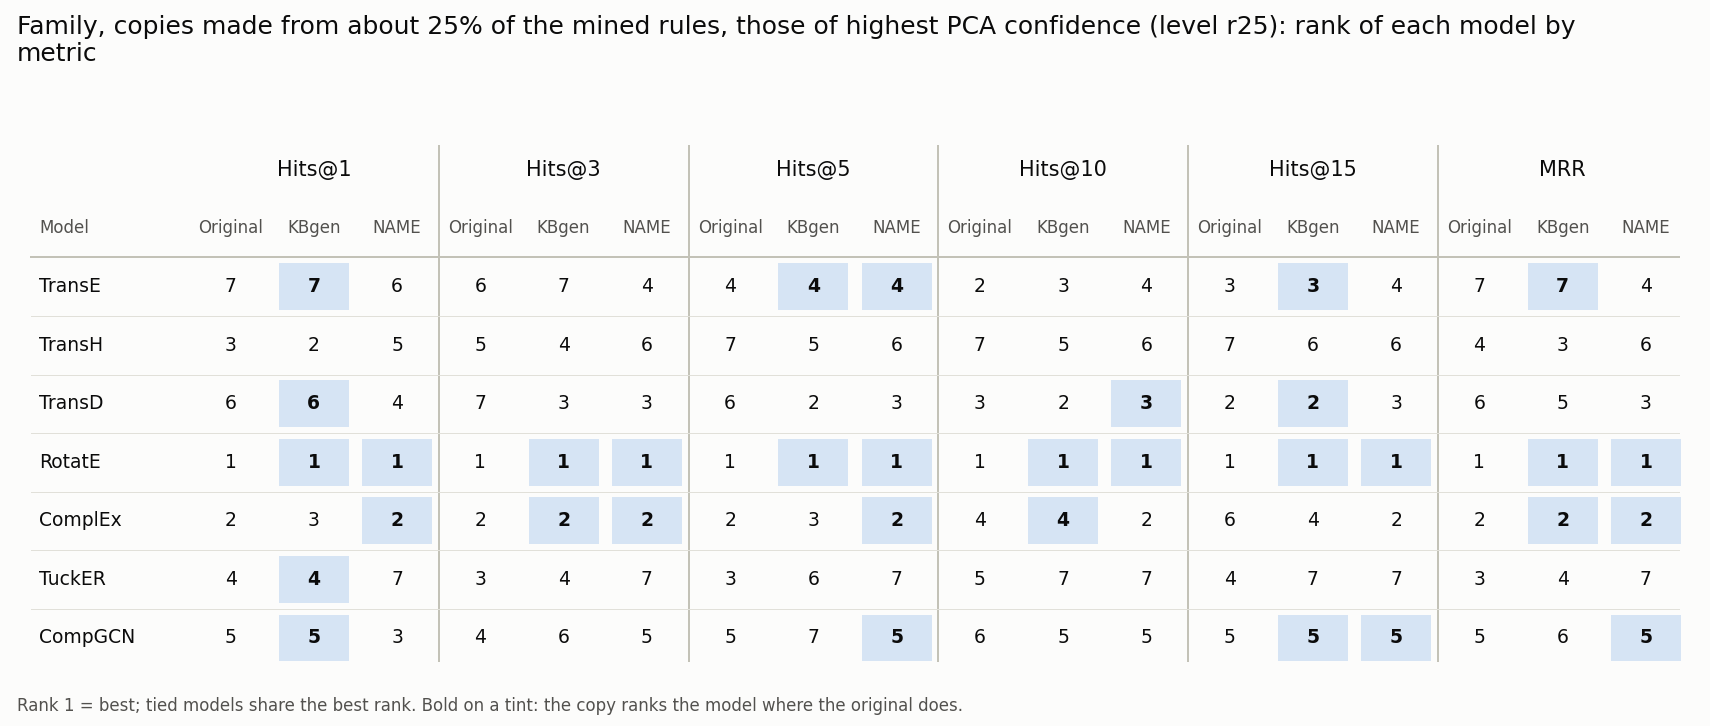 Family, copies made from about 25% of the mined rules, those of highest PCA confidence (level r25): rank of each model by
metric
Hits@1 Hits@3 Hits@5 Hits@10 Hits@15 MRR
Model Original KBgen NAME Original KBgen NAME Original KBgen NAME Original KBgen NAME Original KBgen NAME Original KBgen NAME
TransE 7 7 6 6 7 4 4 4 4 2 3 4 3 3 4 7 7 4
TransH 3 2 5 5 4 6 7 5 6 7 5 6 7 6 6 4 3 6
TransD 6 6 4 7 3 3 6 2 3 3 2 3 2 2 3 6 5 3
RotatE 1 1 1 1 1 1 1 1 1 1 1 1 1 1 1 1 1 1
ComplEx 2 3 2 2 2 2 2 3 2 4 4 2 6 4 2 2 2 2
TuckER 4 4 7 3 4 7 3 6 7 5 7 7 4 7 7 3 4 7
CompGCN 5 5 3 4 6 5 5 7 5 6 5 5 5 5 5 5 6 5
Rank 1 = best; tied models share the best rank. Bold on a tint: the copy ranks the model where the original does.